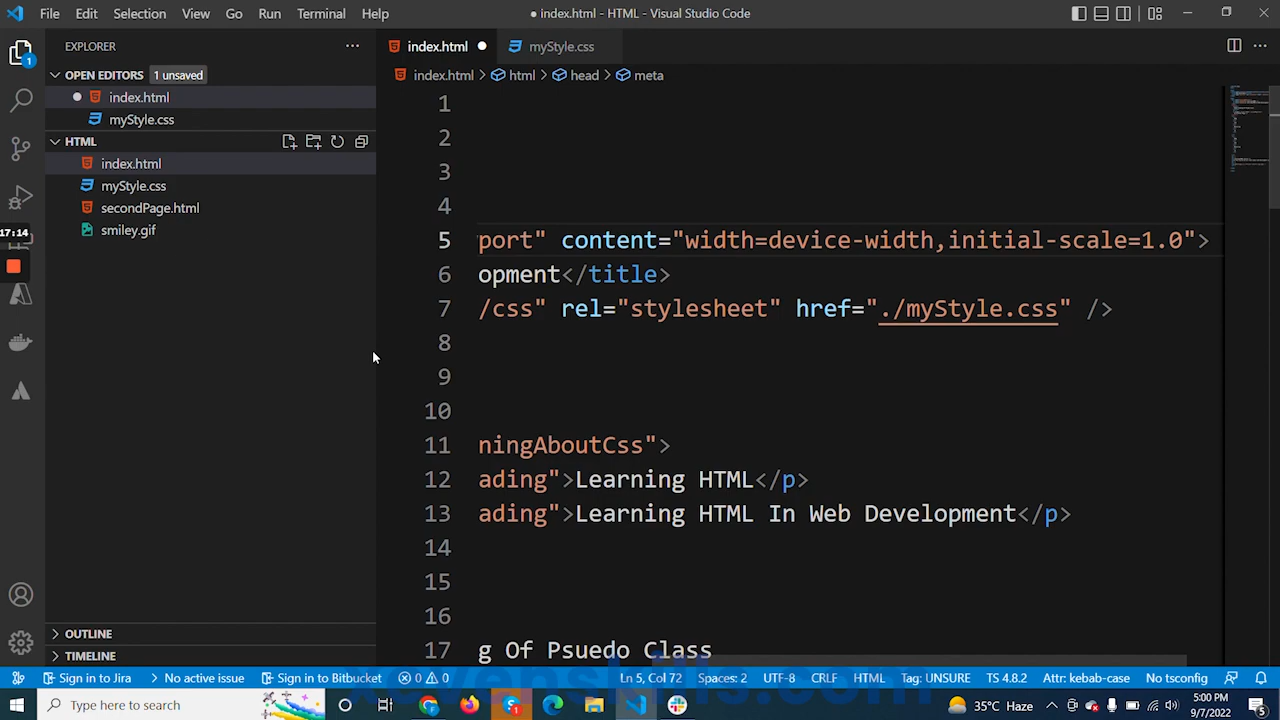 File Edit Selection View Go Run Terminal Help
● index.html - HTML - Visual Studio Code
EXPLORER
OPEN EDITORS 1 unsaved
index.html
myStyle.css
HTML
index.html
myStyle.css
secondPage.html
smiley.gif
OUTLINE
TIMELINE
1
17:14
index.html myStyle.css
index.html > html > head > meta
1
2
3
4
5 port" content="width=device-width,initial-scale=1.0">
6 opment</title>
7 /css" rel="stylesheet" href="./myStyle.css" />
8
9
10
11 ningAboutCss">
12 ading">Learning HTML</p>
13 ading">Learning HTML In Web Development</p>
14
15
16
17 g Of Psuedo Class
Sign in to Jira No active issue Sign in to Bitbucket 0 0 Ln 5, Col 72 Spaces: 2 UTF-8 CRLF HTML Tag: UNSURE TS 4.8.2 Attr: kebab-case No tsconfig
Type here to search
35°C Haze
5:00 PM
9/7/2022
5